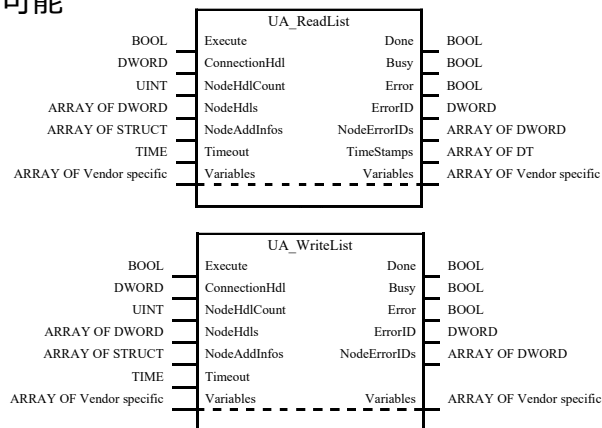 可能
UA_ReadList
BOOL Execute Done BOOL
DWORD ConnectionHdl Busy BOOL
UINT NodeHdlCount Error BOOL
ARRAY OF DWORD NodeHdls ErrorID DWORD
ARRAY OF STRUCT NodeAddInfos NodeErrorIDs ARRAY OF DWORD
TIME Timeout TimeStamps ARRAY OF DT
ARRAY OF Vendor specific Variables Variables ARRAY OF Vendor specific
UA_WriteList
BOOL Execute Done BOOL
DWORD ConnectionHdl Busy BOOL
UINT NodeHdlCount Error BOOL
ARRAY OF DWORD NodeHdls ErrorID DWORD
ARRAY OF STRUCT NodeAddInfos NodeErrorIDs ARRAY OF DWORD
TIME Timeout
ARRAY OF Vendor specific Variables Variables ARRAY OF Vendor specific